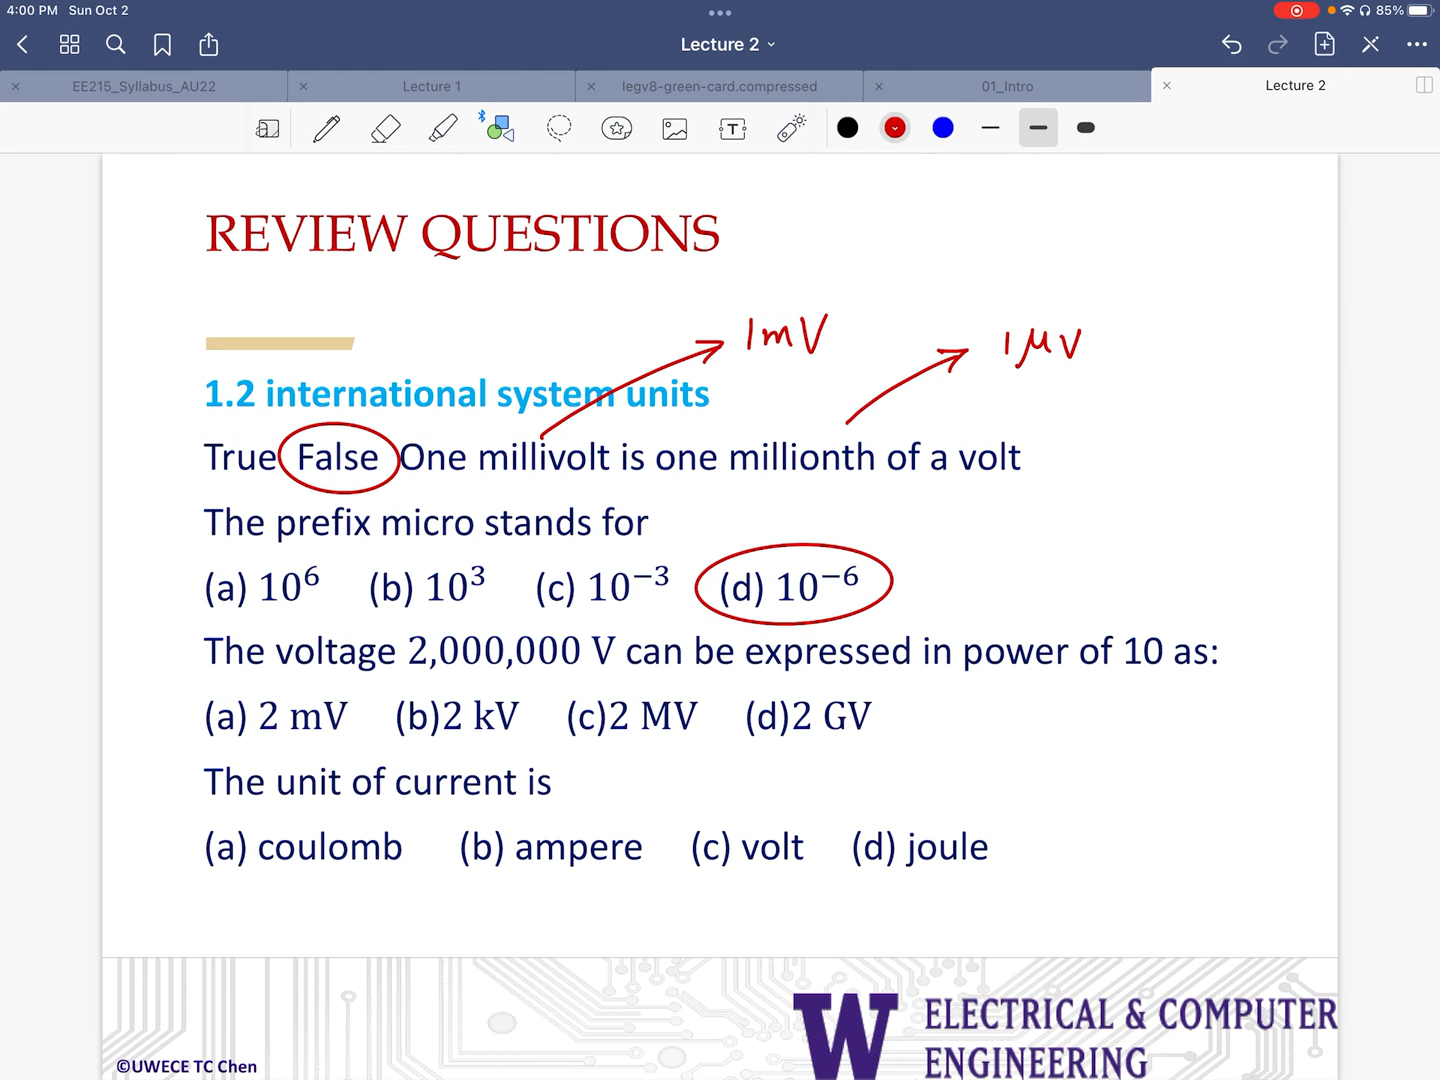 4:00 PM Sun Oct 2
85%
Lecture 2
EE215_Syllabus_AU22
Lecture 1
legv8-green-card.compressed
01_Intro
Lecture 2
REVIEW QUESTIONS
1mV
1μV
1.2 international system units
True False One millivolt is one millionth of a volt
The prefix micro stands for
(a) 10⁶ (b) 10³ (c) 10⁻³ (d) 10⁻⁶
The voltage 2,000,000 V can be expressed in power of 10 as:
(a) 2 mV (b)2 kV (c)2 MV (d)2 GV
The unit of current is
(a) coulomb (b) ampere (c) volt (d) joule
W ELECTRICAL & COMPUTER
ENGINEERING
©UWECE TC Chen